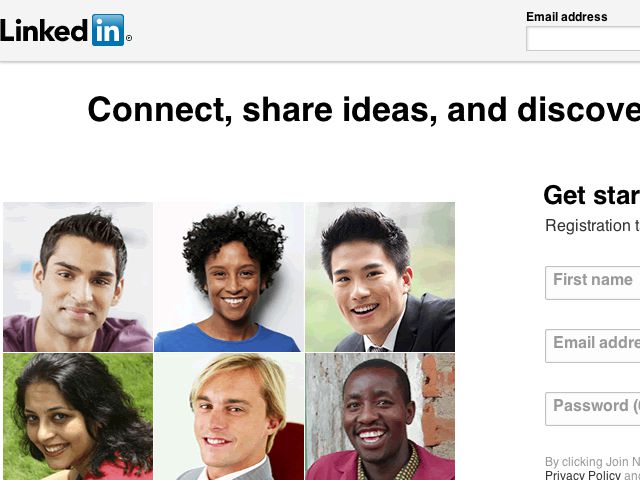 Linked in ®
Email address
Connect, share ideas, and discove
Get star
Registration t
First name
Email addre
Password (
By clicking Join N
Privacy Policy and